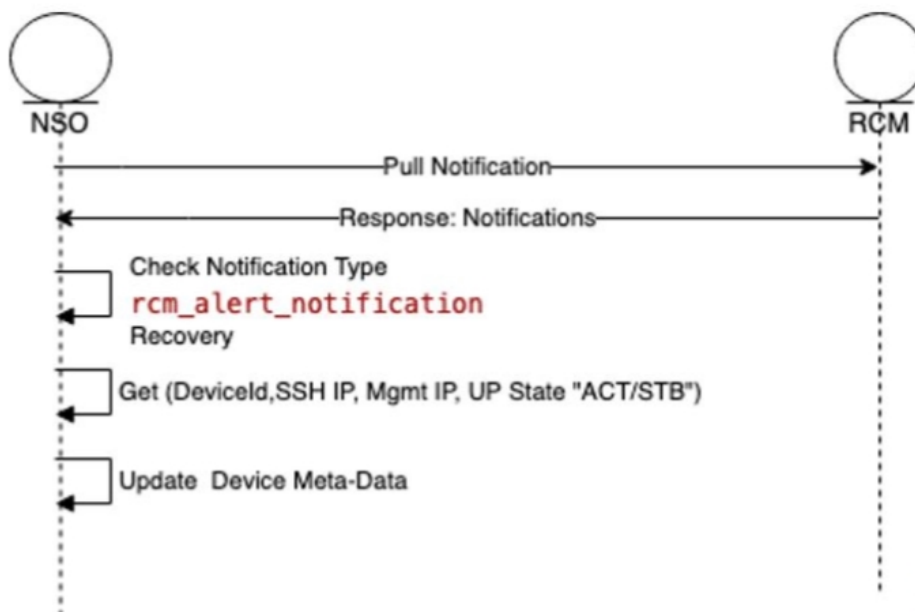 NSO
RCM
Pull Notification
Response: Notifications
Check Notification Type
rcm_alert_notification
Recovery
Get (DeviceId,SSH IP, Mgmt IP, UP State "ACT/STB")
Update Device Meta-Data